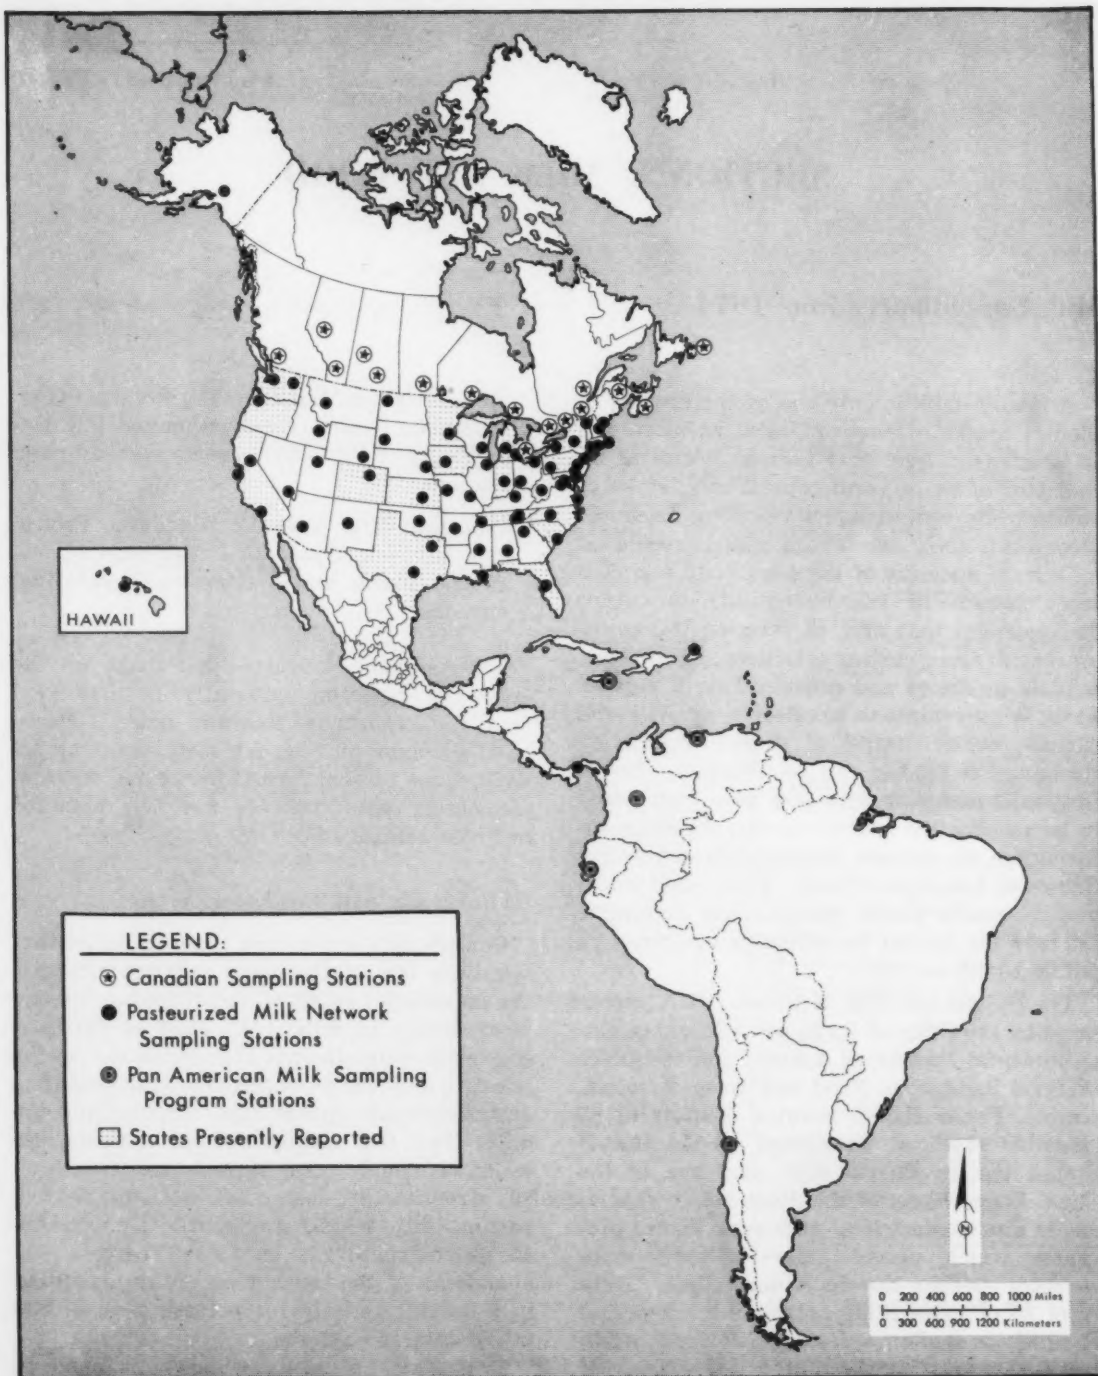 HAWAII
LEGEND:
Canadian Sampling Stations
Pasteurized Milk Network
Sampling Stations
Pan American Milk Sampling
Program Stations
States Presently Reported
N
0 200 400 600 800 1000 Miles
0 300 600 900 1200 Kilometers